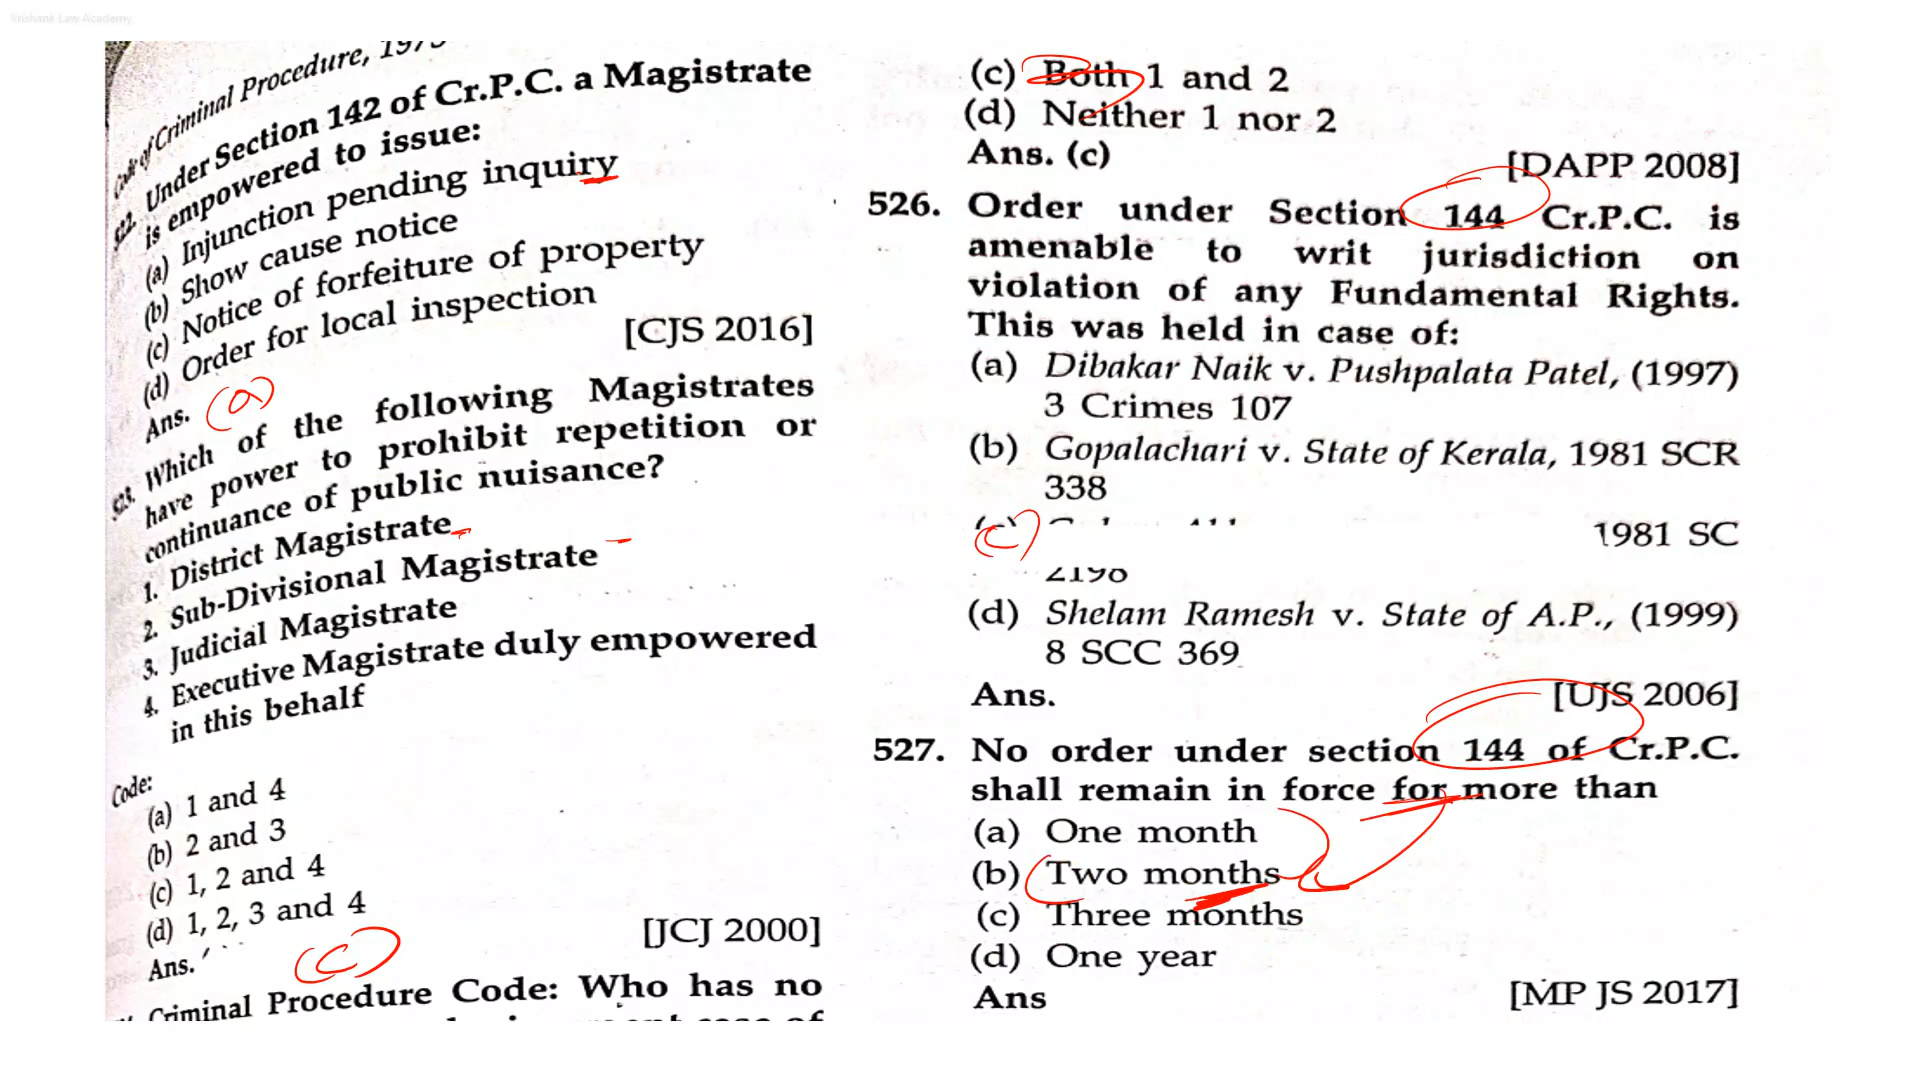 Vrishank Law Academy
Code of Criminal Procedure, 1973
522. Under Section 142 of Cr.P.C. a Magistrate
is empowered to issue:
(a) Injunction pending inquiry
(b) Show cause notice
(c) Notice of forfeiture of property
(d) Order for local inspection
[CJS 2016]
Ans. (a)
523. Which of the following Magistrates
have power to prohibit repetition or
continuance of public nuisance?
1. District Magistrate
2. Sub-Divisional Magistrate
3. Judicial Magistrate
4. Executive Magistrate duly empowered
in this behalf
Code:
(a) 1 and 4
(b) 2 and 3
(c) 1, 2 and 4
(d) 1, 2, 3 and 4
[JCJ 2000]
Ans. (c)
Criminal Procedure Code: Who has no
case of
(c) Both 1 and 2
(d) Neither 1 nor 2
Ans. (c)
[DAPP 2008]
526. Order under Section 144 Cr.P.C. is
amenable to writ jurisdiction on
violation of any Fundamental Rights.
This was held in case of:
(a) Dibakar Naik v. Pushpalata Patel, (1997)
3 Crimes 107
(b) Gopalachari v. State of Kerala, 1981 SCR
338
(c) 1981 SC
2198
(d) Shelam Ramesh v. State of A.P., (1999)
8 SCC 369
Ans. [UJS 2006]
527. No order under section 144 of Cr.P.C.
shall remain in force for more than
(a) One month
(b) Two months
(c) Three months
(d) One year
Ans [MP JS 2017]